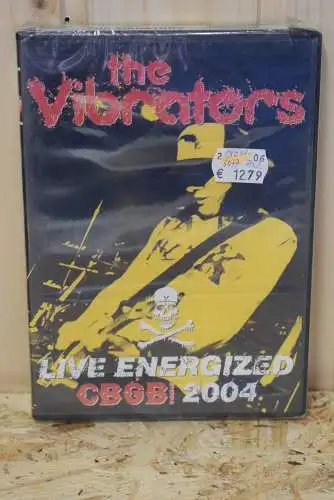 the
Vibrators
€ 12.79
LIVE ENERGIZED
CBGB! 2004